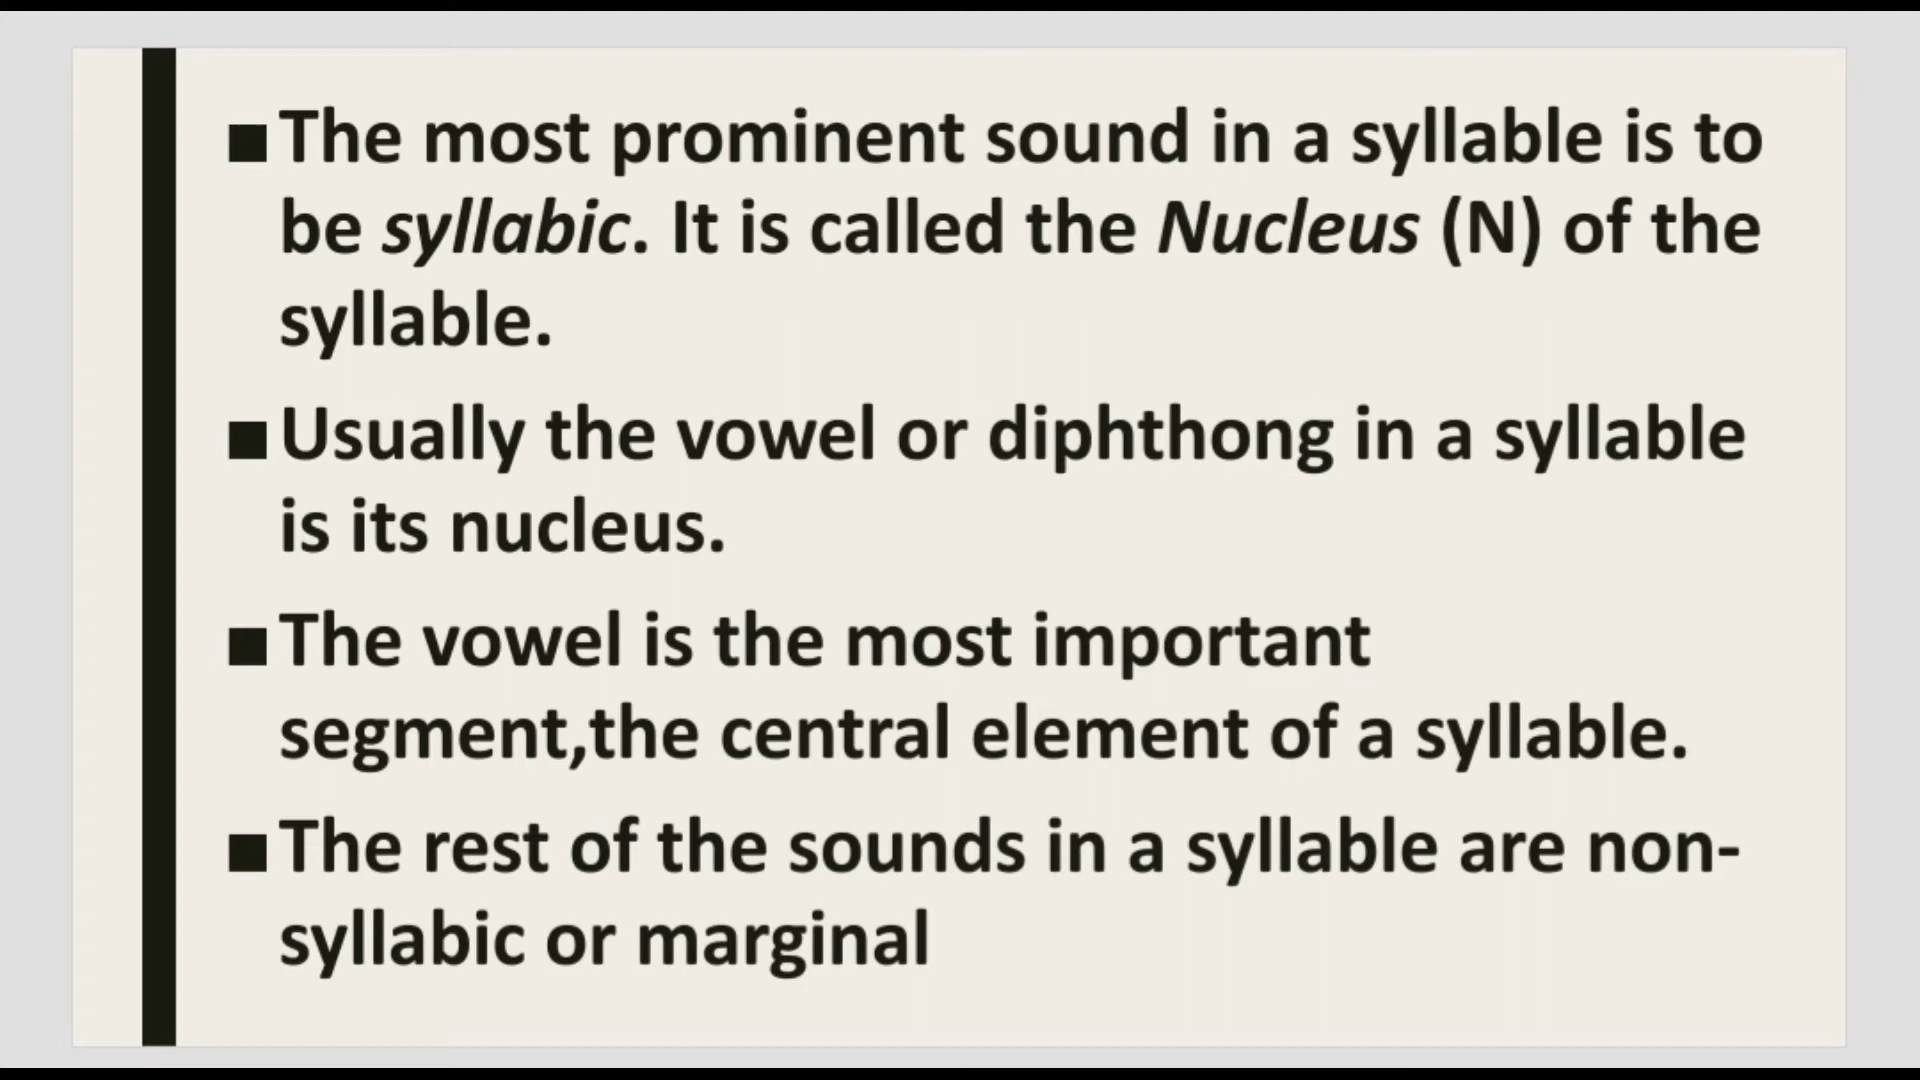 ■The most prominent sound in a syllable is to
be syllabic. It is called the Nucleus (N) of the
syllable.
■Usually the vowel or diphthong in a syllable
is its nucleus.
■The vowel is the most important
segment,the central element of a syllable.
■The rest of the sounds in a syllable are non-
syllabic or marginal